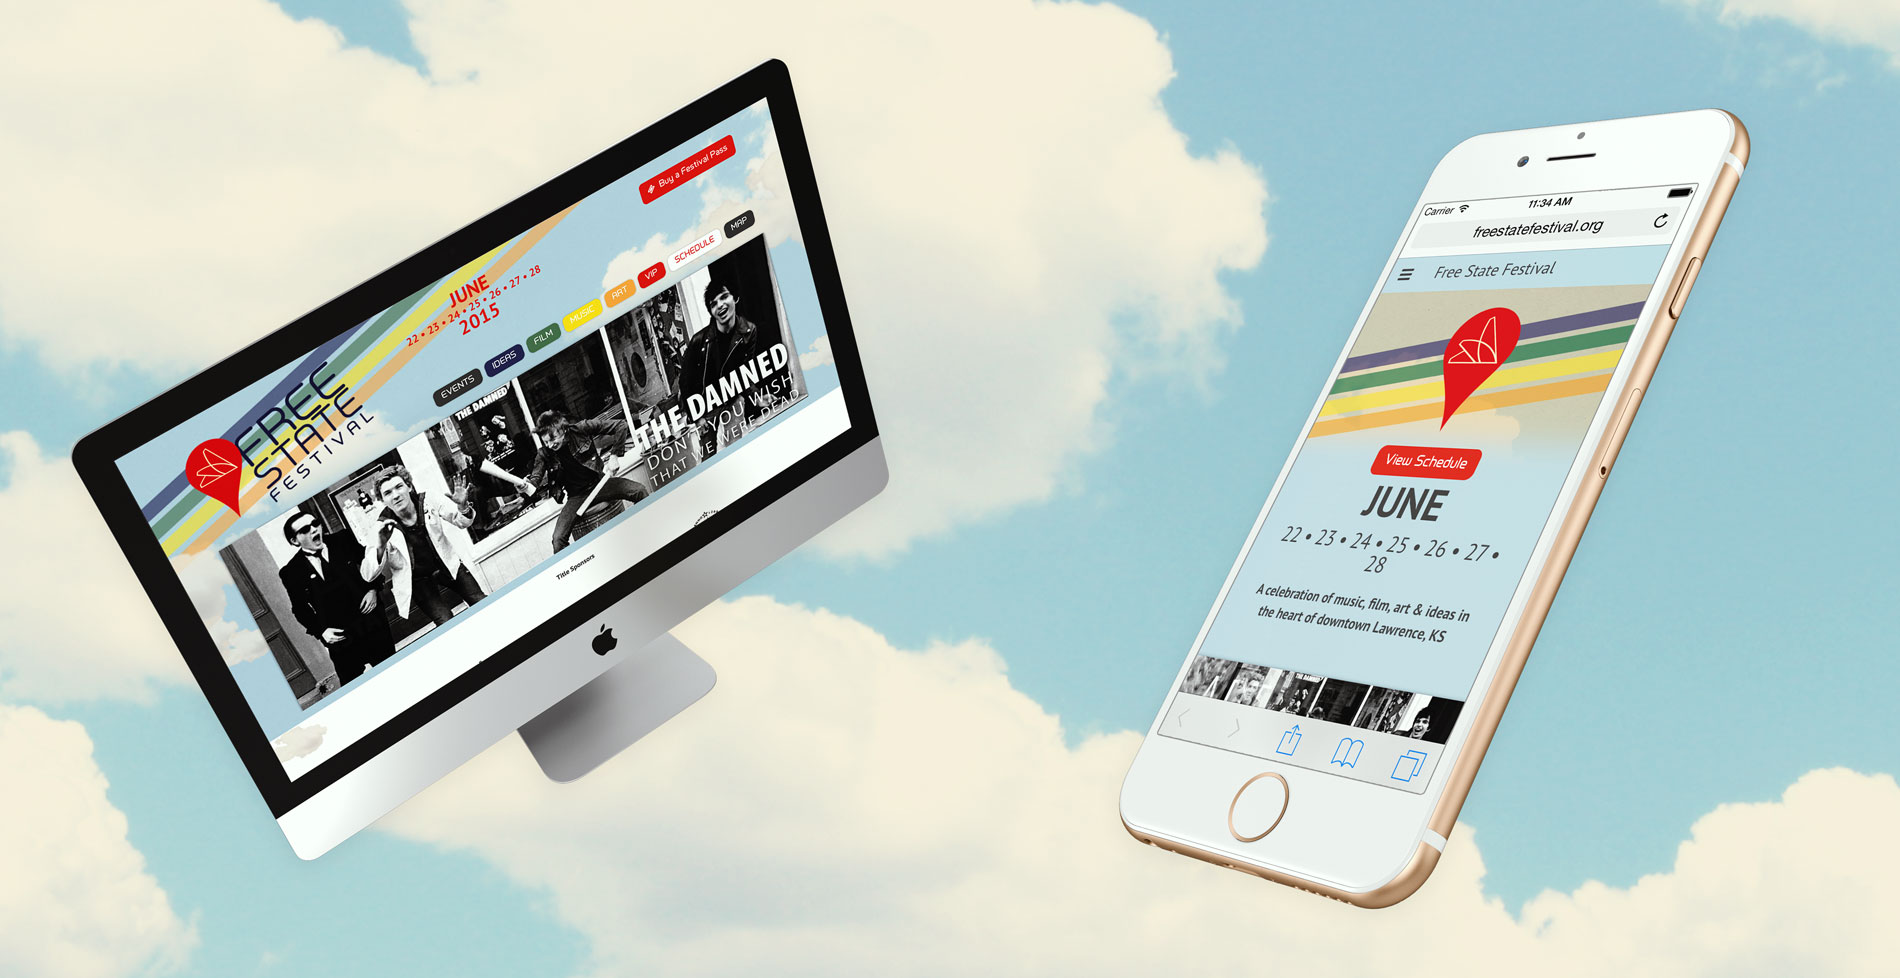 Buy a Festival Pass
JUNE
22 • 23 • 24 • 25 • 26 • 27 • 28
2015
EVENTS
IDEAS
FILM
MUSIC
ART
VIP
SCHEDULE
MAP
FREE
STATE
FESTIVAL
THE DAMNED
THE DAMNED
DON'T YOU WISH
THAT WE WERE DEAD
Title Sponsors
Carrier
11:34 AM
freestatefestival.org
Free State Festival
View Schedule
JUNE
22 • 23 • 24 • 25 • 26 • 27 •
28
A celebration of music, film, art & ideas in
the heart of downtown Lawrence, KS
THE DAMNED